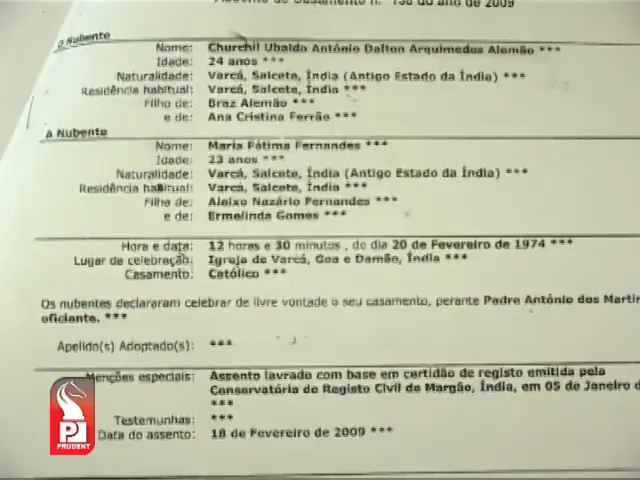 Assento de Casamento n.º 136 do ano de 2009
O Nubente
Nome: Churchil Ubaldo António Dalton Arquimedes Alemão ***
Idade: 24 anos ***
Naturalidade: Varcá, Salcete, Índia (Antigo Estado da Índia) ***
Residência habitual: Varcá, Salcete, Índia ***
Filho de: Braz Alemão ***
e de: Ana Cristina Ferrão ***
A Nubente
Nome: Maria Fátima Fernandes ***
Idade: 23 anos ***
Naturalidade: Varcá, Salcete, Índia (Antigo Estado da Índia) ***
Residência habitual: Varcá, Salcete, Índia ***
Filha de: Aleixo Nazário Fernandes ***
e de: Ermelinda Gomes ***
Hora e data: 12 horas e 30 minutos , do dia 20 de Fevereiro de 1974 ***
Lugar da celebração: Igreja de Varcá, Goa e Damão, Índia ***
Casamento: Católico ***
Os nubentes declararam celebrar de livre vontade o seu casamento, perante Padre António dos Martir
oficiante. ***
Apelido(s) Adoptado(s): ***
Menções especiais: Assento lavrado com base em certidão de registo emitida pela
Conservatória do Registo Civil de Margão, Índia, em 05 de Janeiro d
***
Testemunhas: ***
Data do assento: 18 de Fevereiro de 2009 ***
PRUDENT